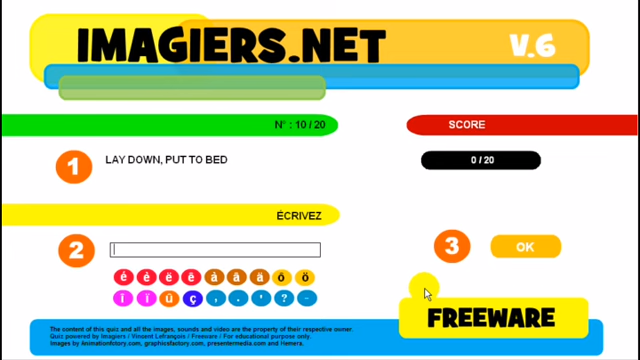 IMAGIERS.NET
V.6
N° : 10 / 20
SCORE
1
LAY DOWN, PUT TO BED
0 / 20
ÉCRIVEZ
2
3
OK
FREEWARE
The content of this quiz and all the images, sounds and video are the property of their respective owner.
Quiz powered by Imagiers / Vincent Lefrançois / Freeware / For educational purpose only.
Images by Animationfctory.com, graphicsfactory.com, presentermedia.com and Hemera.